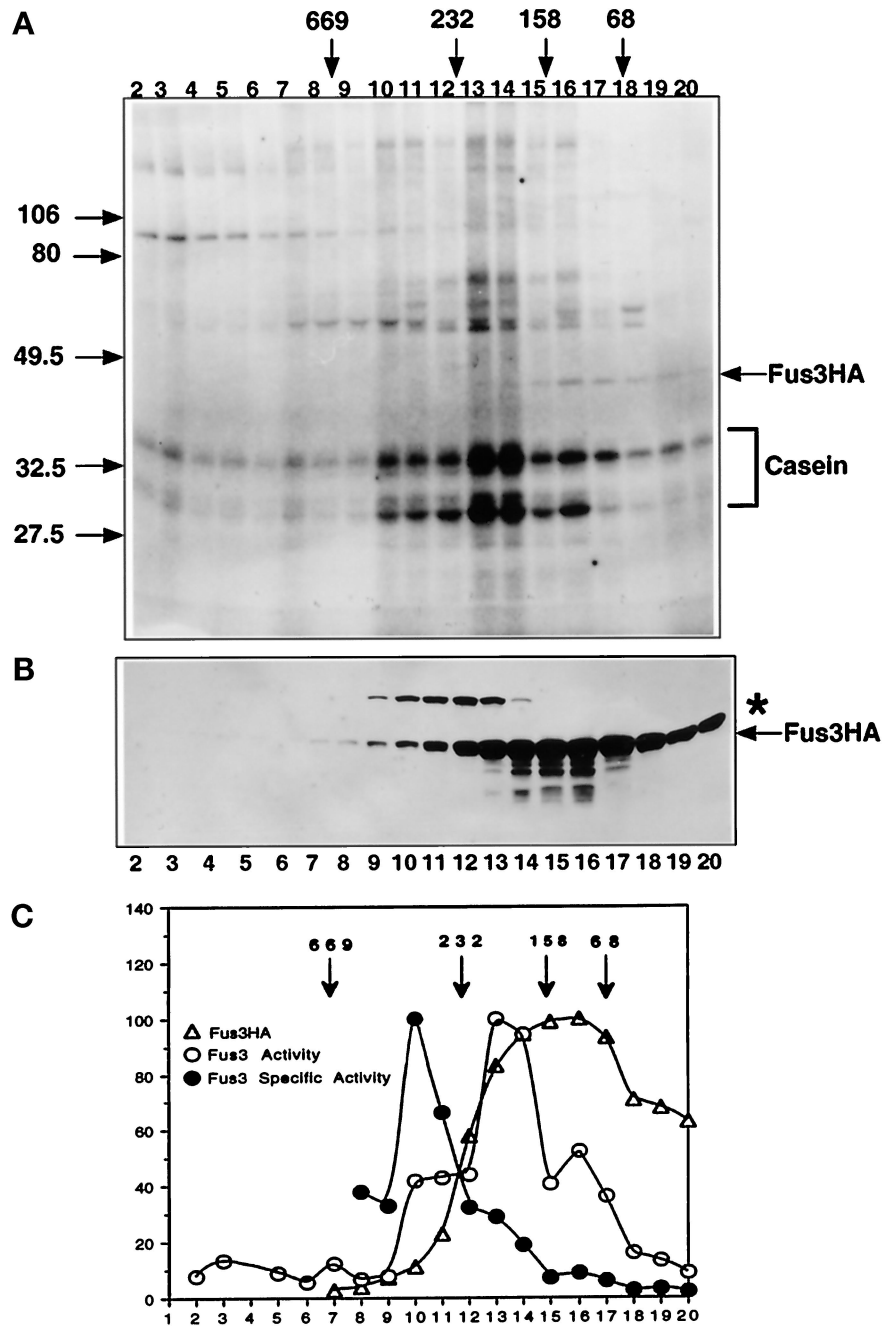 A
669 232 158 68
2 3 4 5 6 7 8 9 10 11 12 13 14 15 16 17 18 19 20
106
80
49.5
Fus3HA
32.5
Casein
27.5
B
*
Fus3HA
2 3 4 5 6 7 8 9 10 11 12 13 14 15 16 17 18 19 20
C
140
669 232 158 68
120
100
Fus3HA
Fus3 Activity
80
Fus3 Specific Activity
60
40
20
0
1 2 3 4 5 6 7 8 9 10 11 12 13 14 15 16 17 18 19 20